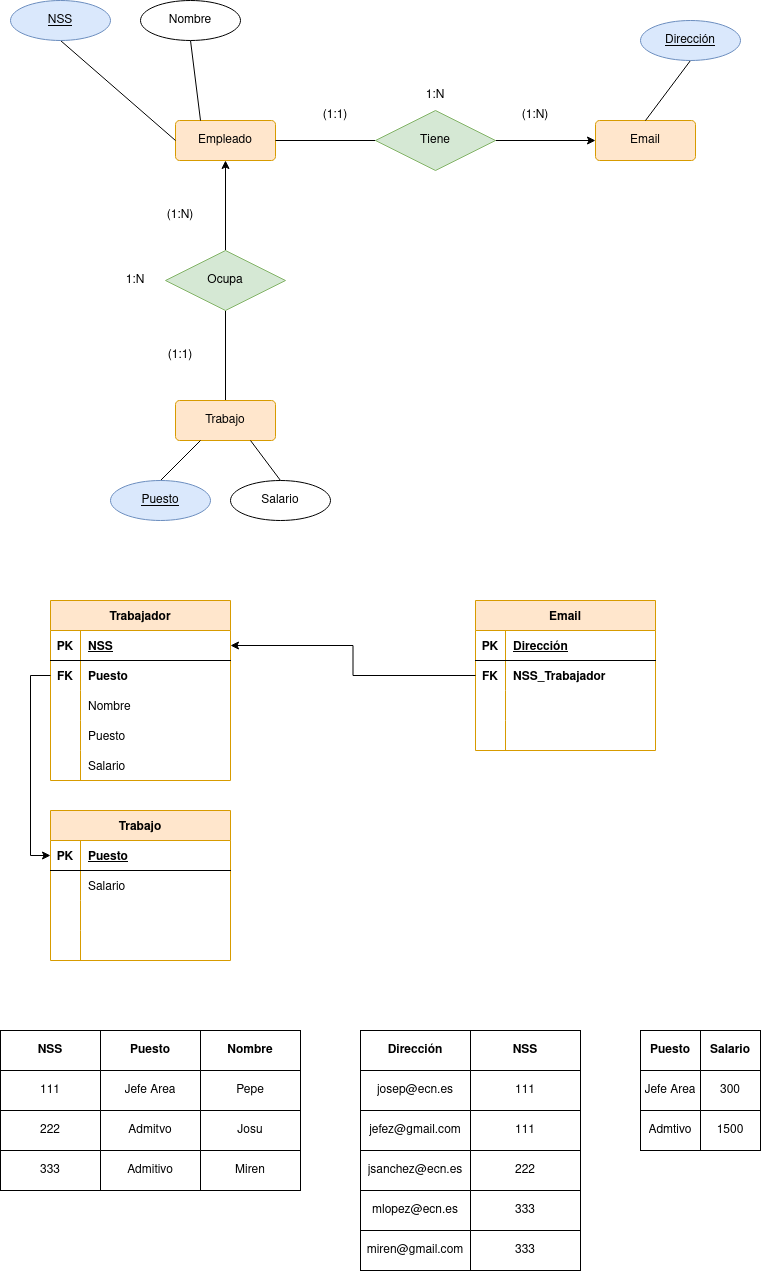 NSS
Nombre
Dirección
1:N
(1:1)
(1:N)
Empleado
Tiene
Email
(1:N)
1:N
Ocupa
(1:1)
Trabajo
Puesto
Salario
Trabajador
PK NSS
FK Puesto
Nombre
Puesto
Salario
Email
PK Dirección
FK NSS_Trabajador
Trabajo
PK Puesto
Salario
NSS Puesto Nombre
111 Jefe Area Pepe
222 Admitvo Josu
333 Admitivo Miren
Dirección NSS
josep@ecn.es 111
jefez@gmail.com 111
jsanchez@ecn.es 222
mlopez@ecn.es 333
miren@gmail.com 333
Puesto Salario
Jefe Area 300
Admtivo 1500